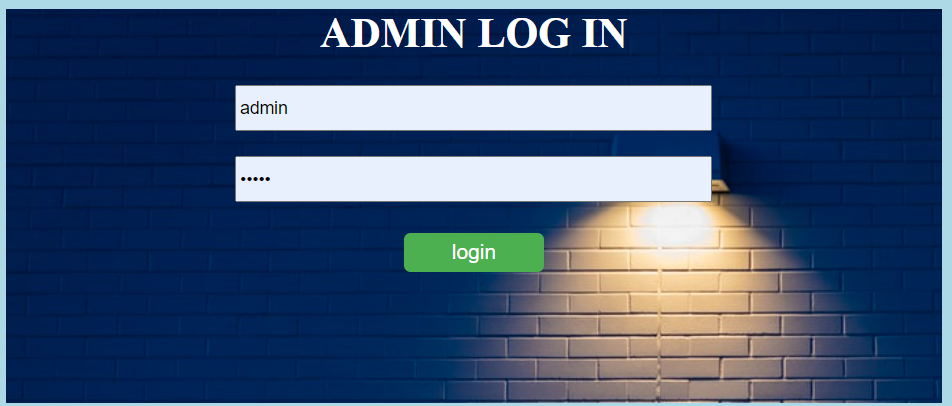 ADMIN LOG IN
admin
•••••
login